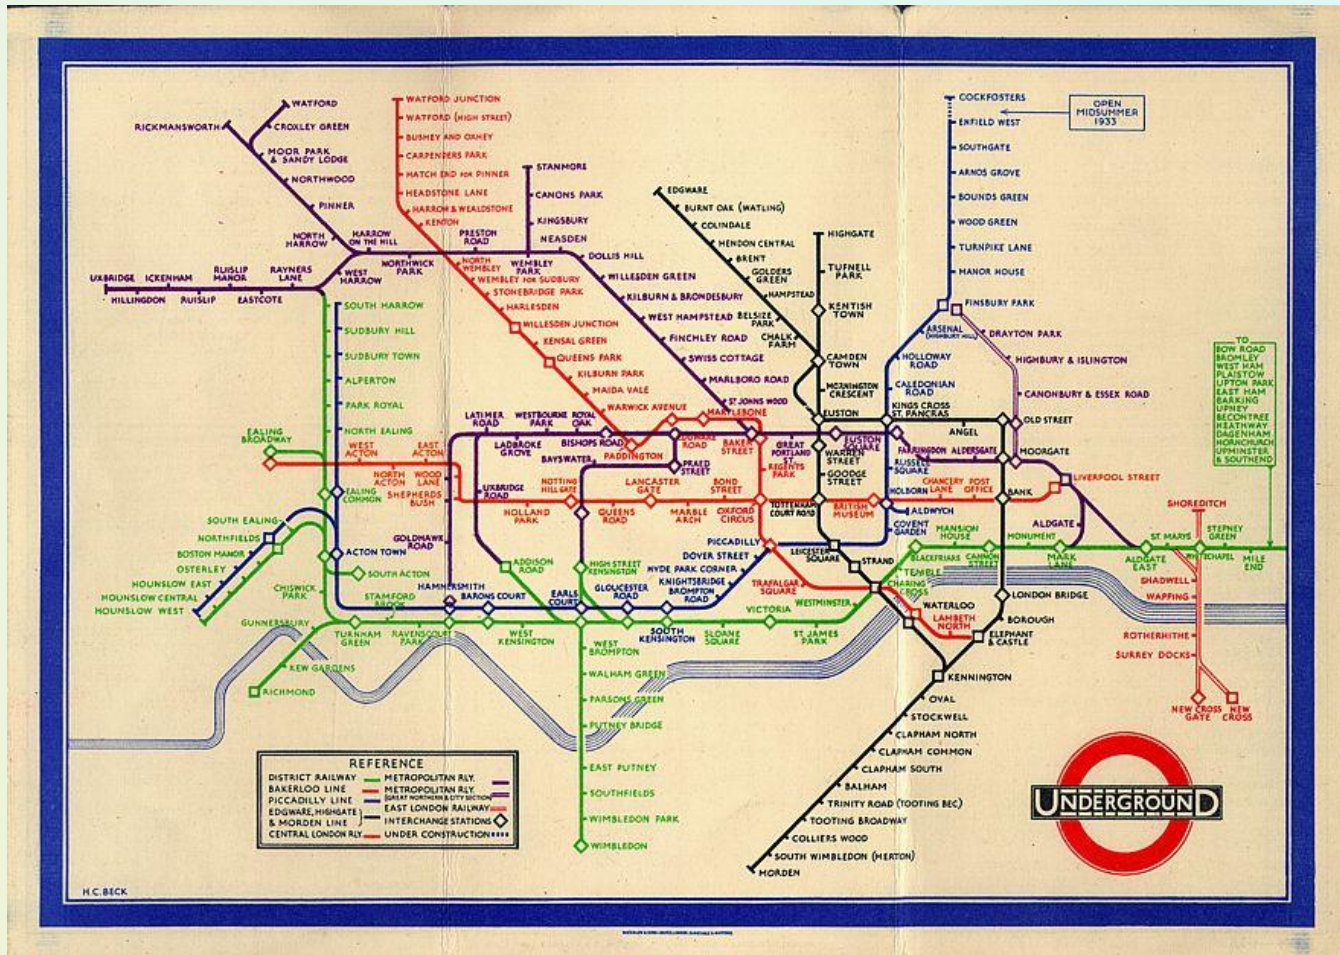 WATFORD
CROXLEY GREEN
RICKMANSWORTH
MOOR PARK
& SANDY LODGE
NORTHWOOD
PINNER
NORTH
HARROW
HARROW
ON THE HILL
NORTHWICK
PARK
PRESTON
ROAD
WEST
HARROW
RAYNERS
LANE
EASTCOTE
RUISLIP
MANOR
RUISLIP
ICKENHAM
HILLINGDON
UXBRIDGE
WATFORD JUNCTION
WATFORD (HIGH STREET)
BUSHEY AND OXHEY
CARPENDERS PARK
HATCH END FOR PINNER
HEADSTONE LANE
HARROW & WEALDSTONE
KENTON
NORTH
WEMBLEY
WEMBLEY FOR SUDBURY
STONEBRIDGE PARK
HARLESDEN
WILLESDEN JUNCTION
KENSAL GREEN
QUEENS PARK
KILBURN PARK
MAIDA VALE
WARWICK AVENUE
STANMORE
CANONS PARK
KINGSBURY
WEMBLEY
PARK
NEASDEN
DOLLIS HILL
WILLESDEN GREEN
KILBURN & BRONDESBURY
WEST HAMPSTEAD
FINCHLEY ROAD
SWISS COTTAGE
MARLBORO ROAD
ST JOHNS WOOD
EDGWARE
BURNT OAK (WATLING)
COLINDALE
HENDON CENTRAL
BRENT
GOLDERS
GREEN
HAMPSTEAD
BELSIZE
PARK
CHALK
FARM
HIGHGATE
TUFNELL
PARK
KENTISH
TOWN
CAMDEN
TOWN
MORNINGTON
CRESCENT
COCKFOSTERS
OPEN
MIDSUMMER
1933
ENFIELD WEST
SOUTHGATE
ARNOS GROVE
BOUNDS GREEN
WOOD GREEN
TURNPIKE LANE
MANOR HOUSE
FINSBURY PARK
ARSENAL
(HIGHBURY HILL)
HOLLOWAY
ROAD
CALEDONIAN
ROAD
DRAYTON PARK
HIGHBURY & ISLINGTON
CANONBURY & ESSEX ROAD
OLD STREET
TO
BOW ROAD
BROMLEY
WEST HAM
PLAISTOW
UPTON PARK
EAST HAM
BARKING
UPNEY
BECONTREE
HEATHWAY
DAGENHAM
HORNCHURCH
UPMINSTER
& SOUTHEND
SOUTH HARROW
SUDBURY HILL
SUDBURY TOWN
ALPERTON
PARK ROYAL
NORTH EALING
EALING
BROADWAY
WEST
ACTON
NORTH
ACTON
EAST
ACTON
WOOD
LANE
SHEPHERDS
BUSH
EALING
COMMON
LATIMER
ROAD
LADBROKE
GROVE
WESTBOURNE
PARK
ROYAL
OAK
BISHOPS ROAD
PADDINGTON
MARYLEBONE
EDGWARE
ROAD
BAKER
STREET
BAYSWATER
PRAED
STREET
GREAT
PORTLAND
ST.
EUSTON
KINGS CROSS
ST. PANCRAS
ANGEL
EUSTON
SQUARE
FARRINGDON
ALDERSGATE
MOORGATE
WARREN
STREET
GOODGE
STREET
RUSSELL
SQUARE
REGENTS
PARK
UXBRIDGE
ROAD
HOLLAND
PARK
NOTTING
HILL GATE
QUEENS
ROAD
LANCASTER
GATE
MARBLE
ARCH
BOND
STREET
OXFORD
CIRCUS
TOTTENHAM
COURT ROAD
BRITISH
MUSEUM
HOLBORN
CHANCERY
LANE
POST
OFFICE
BANK
LIVERPOOL STREET
ALDWYCH
COVENT
GARDEN
SOUTH EALING
NORTHFIELDS
BOSTON MANOR
OSTERLEY
HOUNSLOW EAST
HOUNSLOW CENTRAL
HOUNSLOW WEST
ACTON TOWN
SOUTH ACTON
CHISWICK
PARK
GUNNERSBURY
KEW GARDENS
RICHMOND
TURNHAM
GREEN
STAMFORD
BROOK
RAVENSCOURT
PARK
GOLDHAWK
ROAD
HAMMERSMITH
BARONS COURT
WEST
KENSINGTON
ADDISON
ROAD
EARLS
COURT
HIGH STREET
KENSINGTON
GLOUCESTER
ROAD
SOUTH
KENSINGTON
PICCADILLY
DOVER STREET
HYDE PARK CORNER
KNIGHTSBRIDGE
BROMPTON
ROAD
SLOANE
SQUARE
VICTORIA
ST. JAMES
PARK
WESTMINSTER
TRAFALGAR
SQUARE
LEICESTER
SQUARE
STRAND
CHARING
CROSS
TEMPLE
BLACKFRIARS
MANSION
HOUSE
CANNON
STREET
MONUMENT
MARK
LANE
ALDGATE
ST. MARYS
ALDGATE
EAST
SHOREDITCH
STEPNEY
GREEN
WHITECHAPEL
MILE
END
SHADWELL
WAPPING
ROTHERHITHE
SURREY DOCKS
NEW CROSS
GATE
NEW
CROSS
WATERLOO
LAMBETH
NORTH
LONDON BRIDGE
BOROUGH
ELEPHANT
& CASTLE
KENNINGTON
OVAL
STOCKWELL
CLAPHAM NORTH
CLAPHAM COMMON
CLAPHAM SOUTH
BALHAM
TRINITY ROAD (TOOTING BEC)
TOOTING BROADWAY
COLLIERS WOOD
SOUTH WIMBLEDON (MERTON)
MORDEN
WEST
BROMPTON
WALHAM GREEN
PARSONS GREEN
PUTNEY BRIDGE
EAST PUTNEY
SOUTHFIELDS
WIMBLEDON PARK
WIMBLEDON
REFERENCE
DISTRICT RAILWAY
BAKERLOO LINE
PICCADILLY LINE
EDGWARE, HIGHGATE
& MORDEN LINE
CENTRAL LONDON RLY.
METROPOLITAN RLY.
METROPOLITAN RLY.
(GREAT NORTHERN & CITY SECTION)
EAST LONDON RAILWAY
INTERCHANGE STATIONS
UNDER CONSTRUCTION
UNDERGROUND
H.C. BECK